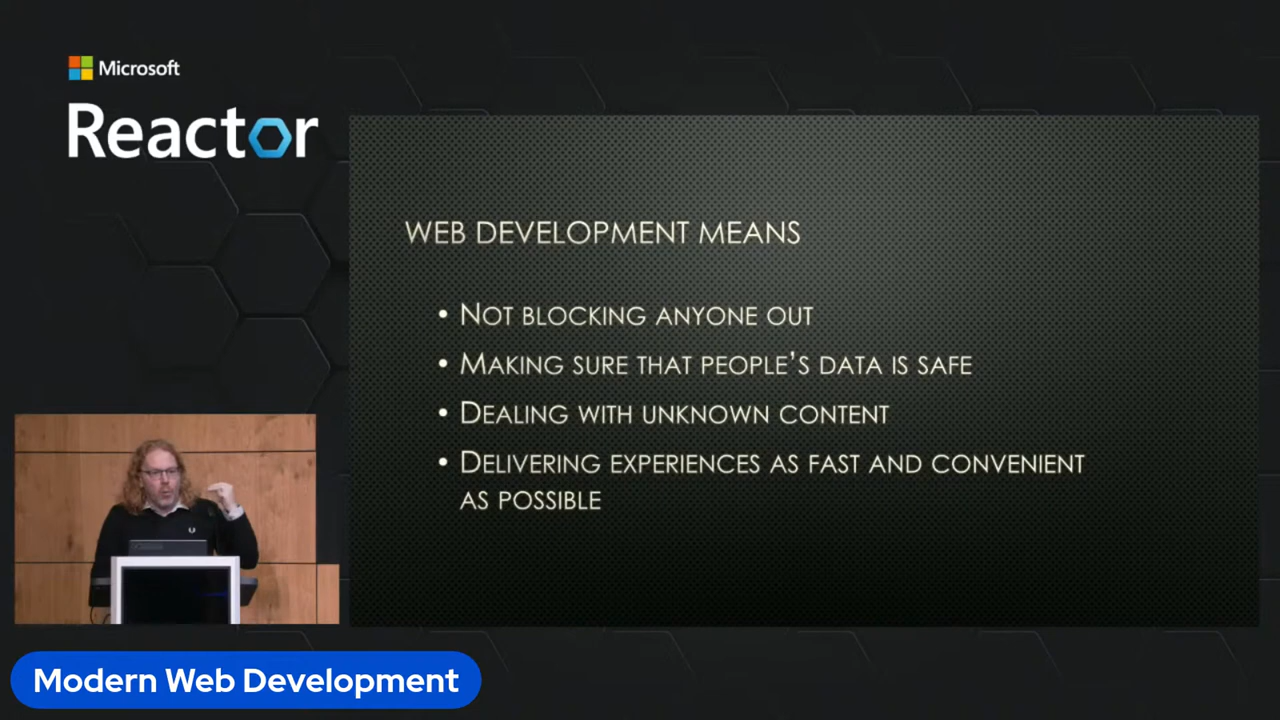 Microsoft
Reactor
WEB DEVELOPMENT MEANS
• NOT BLOCKING ANYONE OUT
• MAKING SURE THAT PEOPLE’S DATA IS SAFE
• DEALING WITH UNKNOWN CONTENT
• DELIVERING EXPERIENCES AS FAST AND CONVENIENT
AS POSSIBLE
Modern Web Development